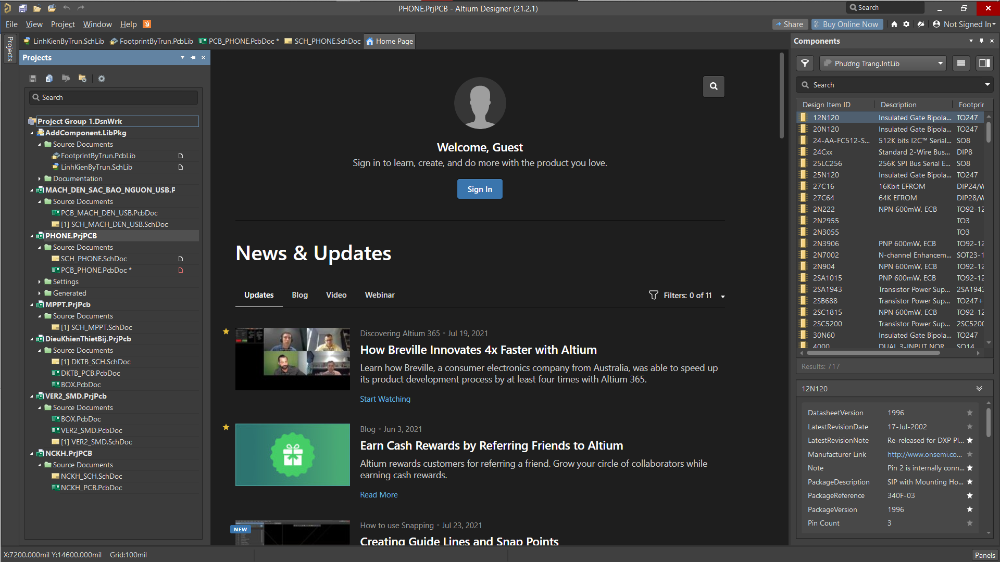 PHONE.PrjPCB - Altium Designer (21.2.1)
Search
File View Project Window Help
Share
Buy Online Now
Not Signed In
Projects
LinhKienByTrun.SchLib
FootprintByTrun.PcbLib
PCB_PHONE.PcbDoc *
SCH_PHONE.SchDoc
Home Page
Projects
Search
Project Group 1.DsnWrk
AddComponent.LibPkg
Source Documents
FootprintByTrun.PcbLib
LinhKienByTrun.SchLib
Documentation
MACH_DEN_SAC_BAO_NGUON_USB.P
Source Documents
PCB_MACH_DEN_USB.PcbDoc
[1] SCH_MACH_DEN_USB.SchDoc
PHONE.PrjPCB
Source Documents
SCH_PHONE.SchDoc
PCB_PHONE.PcbDoc *
Settings
Generated
MPPT.PrjPcb
Source Documents
[1] SCH_MPPT.SchDoc
DieuKhienThietBij.PrjPcb
Source Documents
[1] DKTB_SCH.SchDoc
DKTB_PCB.PcbDoc
BOX.PcbDoc
VER2_SMD.PrjPcb
Source Documents
BOX.PcbDoc
VER2_SMD.PcbDoc
[1] VER2_SMD.SchDoc
NCKH.PrjPCB
Source Documents
NCKH_SCH.SchDoc
NCKH_PCB.PcbDoc
Welcome, Guest
Sign in to learn, create, and do more with the product you love.
Sign In
News & Updates
Updates Blog Video Webinar
Filters: 0 of 11
Discovering Altium 365 • Jul 19, 2021
How Breville Innovates 4x Faster with Altium
Learn how Breville, a consumer electronics company from Australia, was able to speed up
its product development process by at least four times with Altium 365.
Start Watching
Blog • Jun 3, 2021
Earn Cash Rewards by Referring Friends to Altium
Altium rewards customers for referring a friend. Grow your circle of collaborators while
earning cash rewards.
Read More
NEW
How to use Snapping • Jul 23, 2021
Creating Guide Lines and Snap Points
Components
Phương Trang.IntLib
Search
Design Item ID Description Footprin
12N120 Insulated Gate Bipola... TO247
20N120 Insulated Gate Bipola... TO247
24-AA-FC512-S... 512K bits I2C™ Serial... SO8
24Cxx Standard 2-Wire Bus... DIP8
25LC256 256K SPI Bus Serial E... SO8
25N120 Insulated Gate Bipola... TO247
27C16 16Kbit EFROM DIP24/W
27C64 64K EFROM DIP28/W
2N222 NPN 600mW, ECB TO92-12
2N2955 TO3
2N3055 TO3
2N3906 PNP 600mW, ECB TO92-12
2N7002 N-channel Enhancem... SOT23-1
2N904 NPN 600mW, ECB TO92-12
2SA1015 PNP 600mW, ECB TO92-12
2SA1943 Transistor Power Sup... 2SA1943
2SB688 Transistor Power Sup... TO247+
2SC1815 NPN 600mW, ECB TO92-12
2SC5200 Transistor Power Sup... 2SC5200
30N60 Insulated Gate Bipola... TO247
4000 DUAL 3-INPUT NOR SO14
Results: 717
12N120
DatasheetVersion 1996
LatestRevisionDate 17-Jul-2002
LatestRevisionNote Re-released for DXP Pl...
Manufacturer Link http://www.onsemi.co...
Note Pin 2 is internally conn...
PackageDescription SIP with Mounting Ho...
PackageReference 340F-03
PackageVersion 1996
Pin Count 3
X:7200.000mil Y:14600.000mil Grid:100mil
Panels